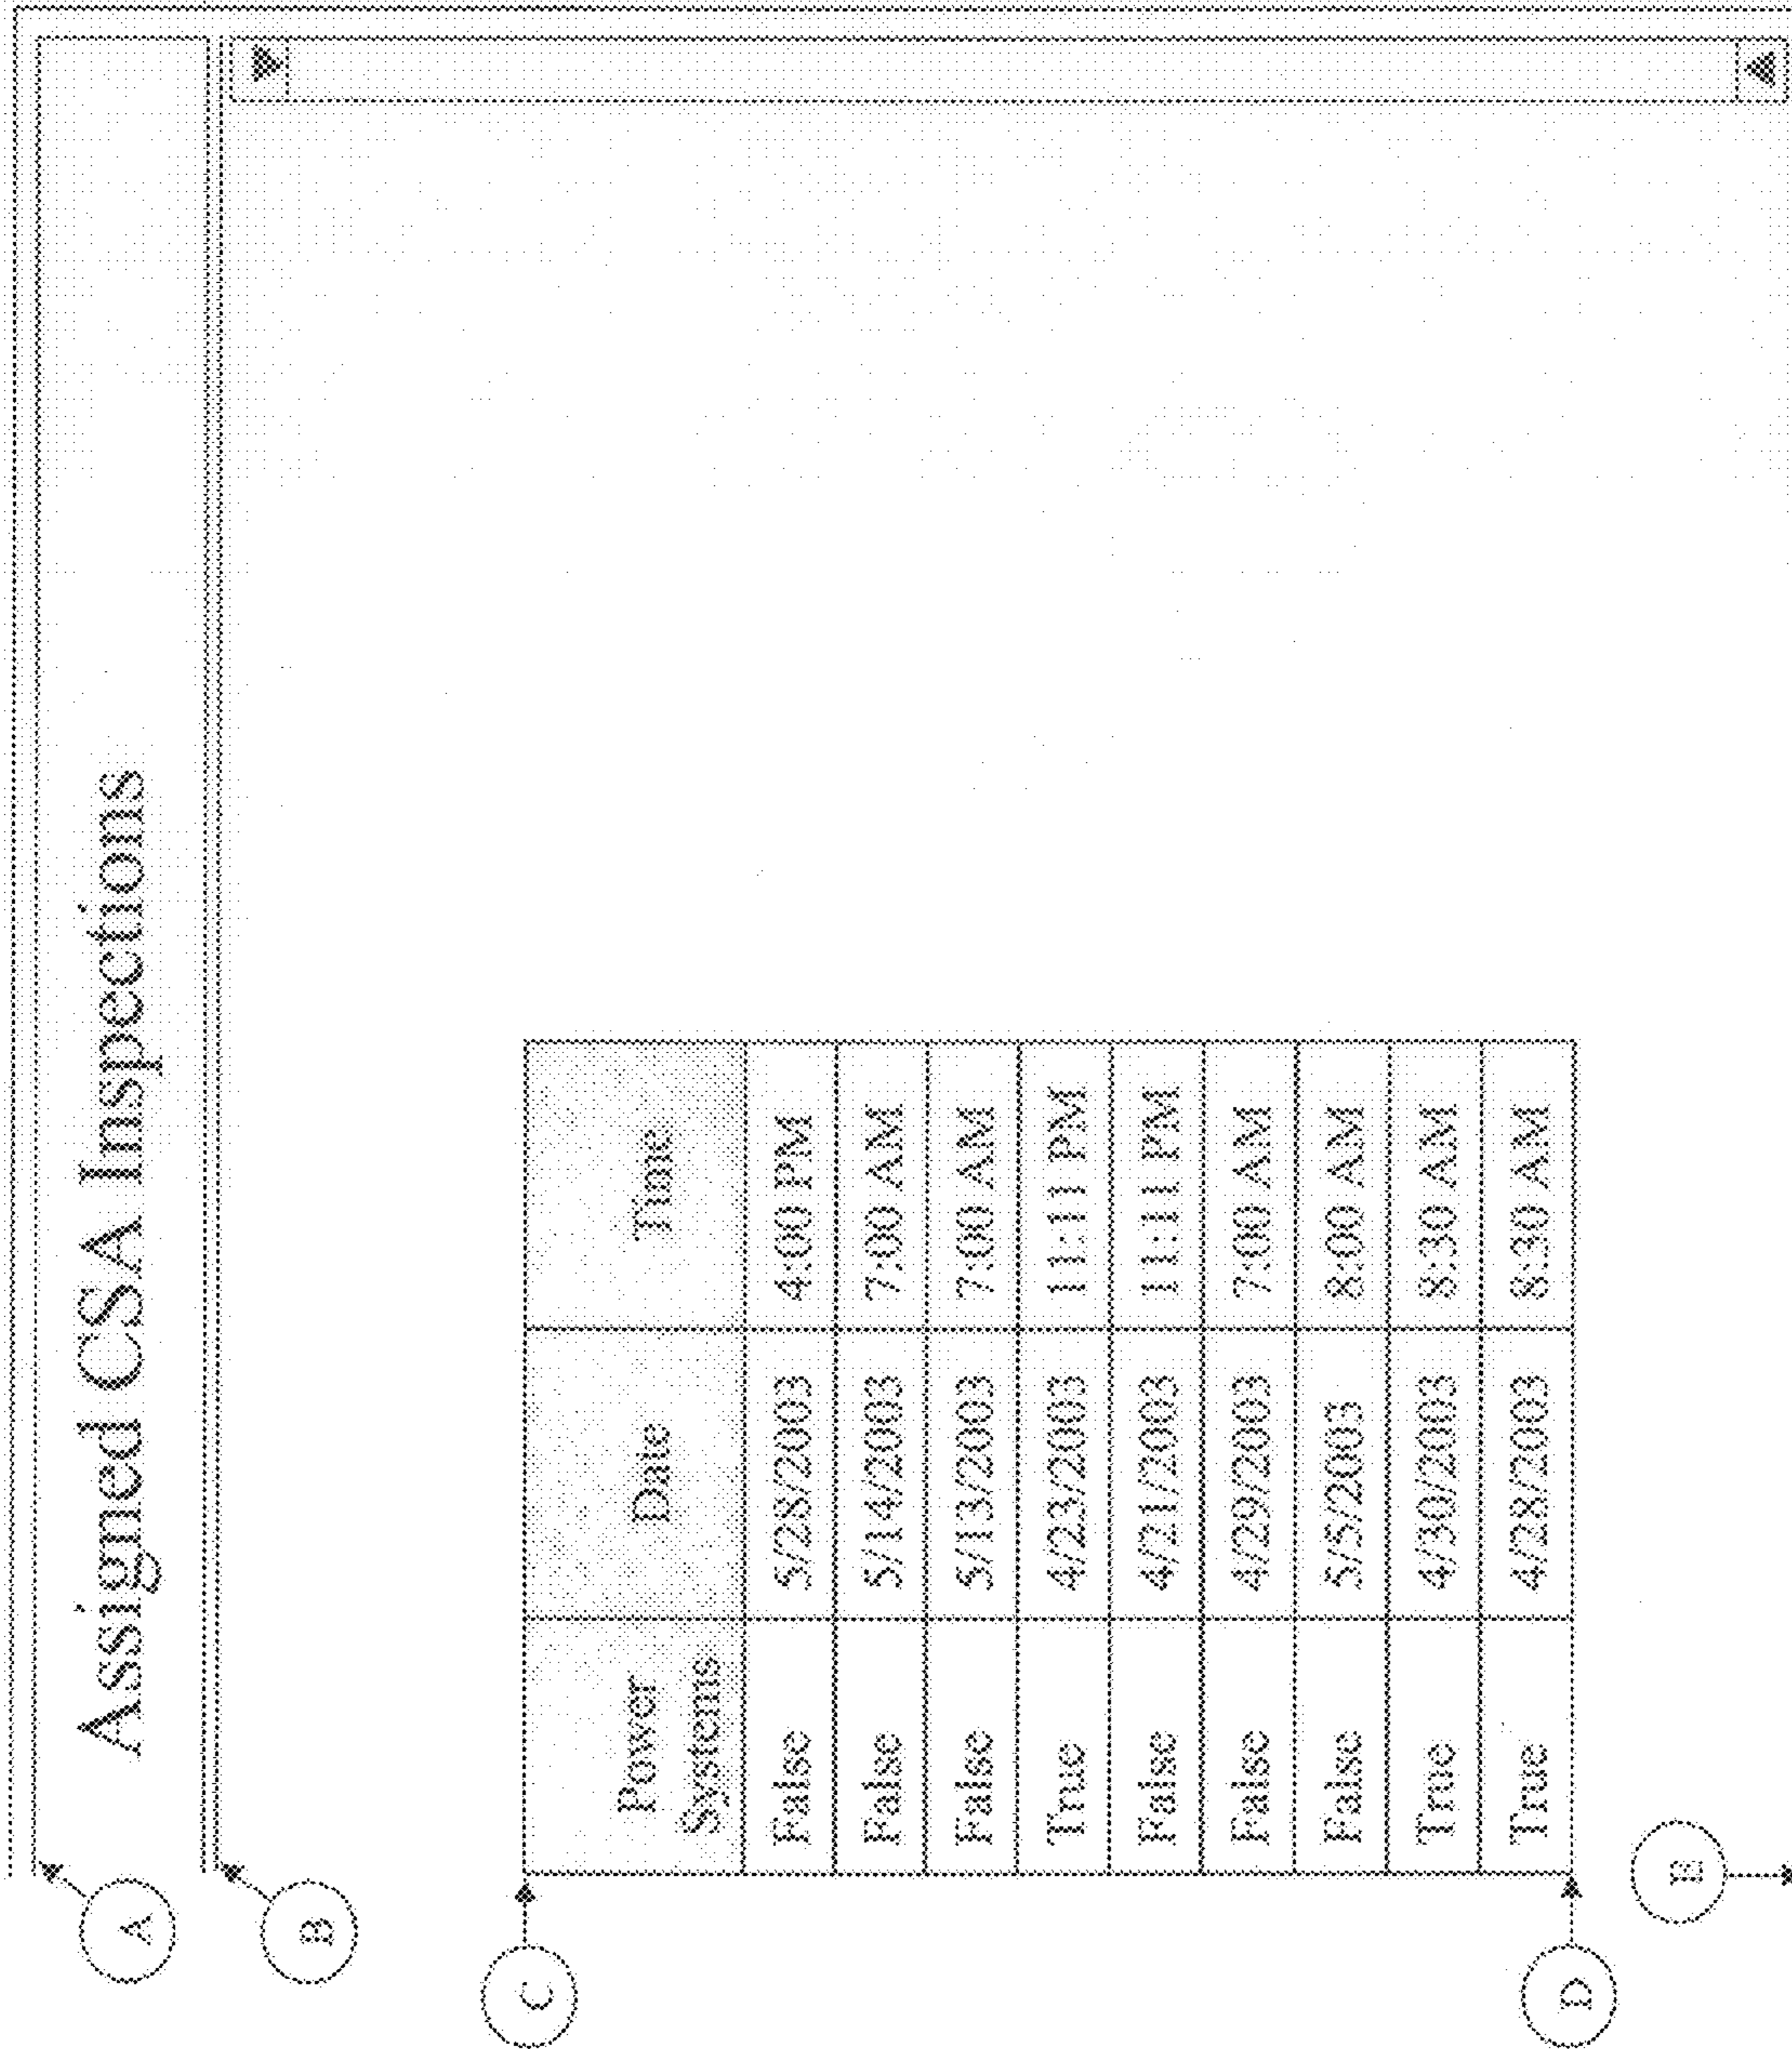 A
Assigned CSA Inspections
B
C
Power Systems Date Time
False 5/28/2003 4:00 PM
False 5/14/2003 7:00 AM
False 5/13/2003 7:00 AM
True 4/23/2003 11:11 PM
False 4/21/2003 11:11 PM
False 4/29/2003 7:00 AM
False 5/5/2003 8:00 AM
True 4/30/2003 8:30 AM
True 4/28/2003 8:30 AM
D
E